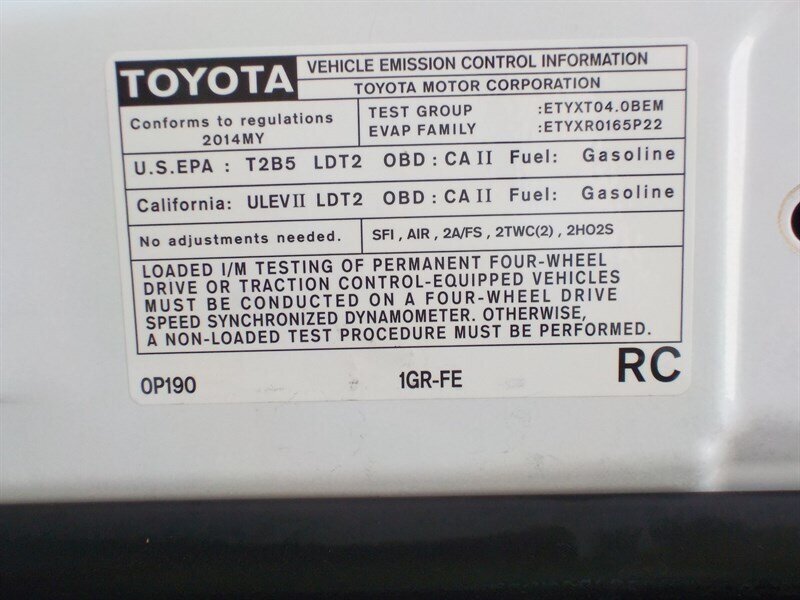 TOYOTA
VEHICLE EMISSION CONTROL INFORMATION
TOYOTA MOTOR CORPORATION
Conforms to regulations
2014MY
TEST GROUP :ETYXT04.0BEM
EVAP FAMILY :ETYXR0165P22
U.S.EPA : T2B5 LDT2 OBD : CA II Fuel: Gasoline
California: ULEV II LDT2 OBD : CA II Fuel: Gasoline
No adjustments needed.
SFI , AIR , 2A/FS , 2TWC(2) , 2HO2S
LOADED I/M TESTING OF PERMANENT FOUR-WHEEL
DRIVE OR TRACTION CONTROL-EQUIPPED VEHICLES
MUST BE CONDUCTED ON A FOUR-WHEEL DRIVE
SPEED SYNCHRONIZED DYNAMOMETER. OTHERWISE,
A NON-LOADED TEST PROCEDURE MUST BE PERFORMED.
0P190 1GR-FE RC